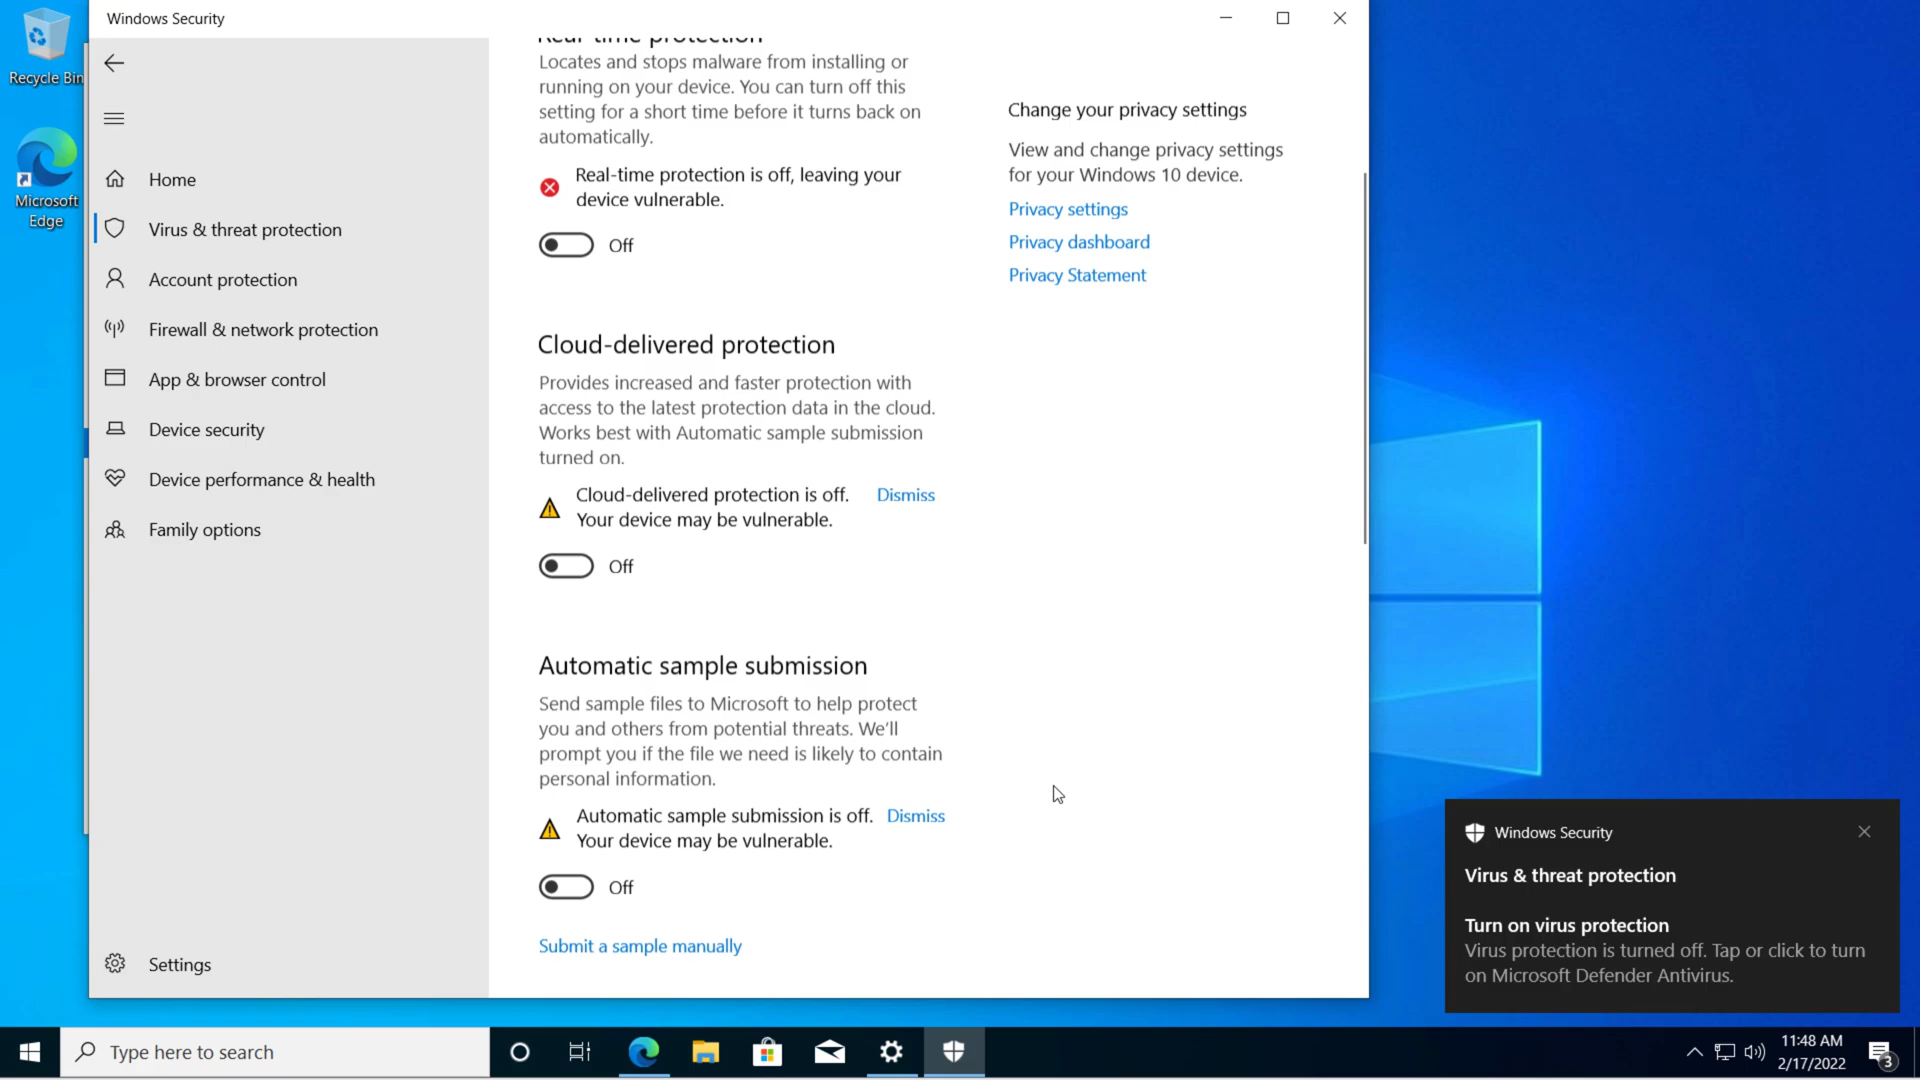 Recycle Bin
Microsoft
Edge
Windows Security
Home
Virus & threat protection
Account protection
Firewall & network protection
App & browser control
Device security
Device performance & health
Family options
Settings
Real-time protection
Locates and stops malware from installing or
running on your device. You can turn off this
setting for a short time before it turns back on
automatically.
Real-time protection is off, leaving your
device vulnerable.
Off
Cloud-delivered protection
Provides increased and faster protection with
access to the latest protection data in the cloud.
Works best with Automatic sample submission
turned on.
Cloud-delivered protection is off. Dismiss
Your device may be vulnerable.
Off
Automatic sample submission
Send sample files to Microsoft to help protect
you and others from potential threats. We'll
prompt you if the file we need is likely to contain
personal information.
Automatic sample submission is off. Dismiss
Your device may be vulnerable.
Off
Submit a sample manually
Change your privacy settings
View and change privacy settings
for your Windows 10 device.
Privacy settings
Privacy dashboard
Privacy Statement
Windows Security
Virus & threat protection
Turn on virus protection
Virus protection is turned off. Tap or click to turn
on Microsoft Defender Antivirus.
Type here to search
11:48 AM
2/17/2022
3